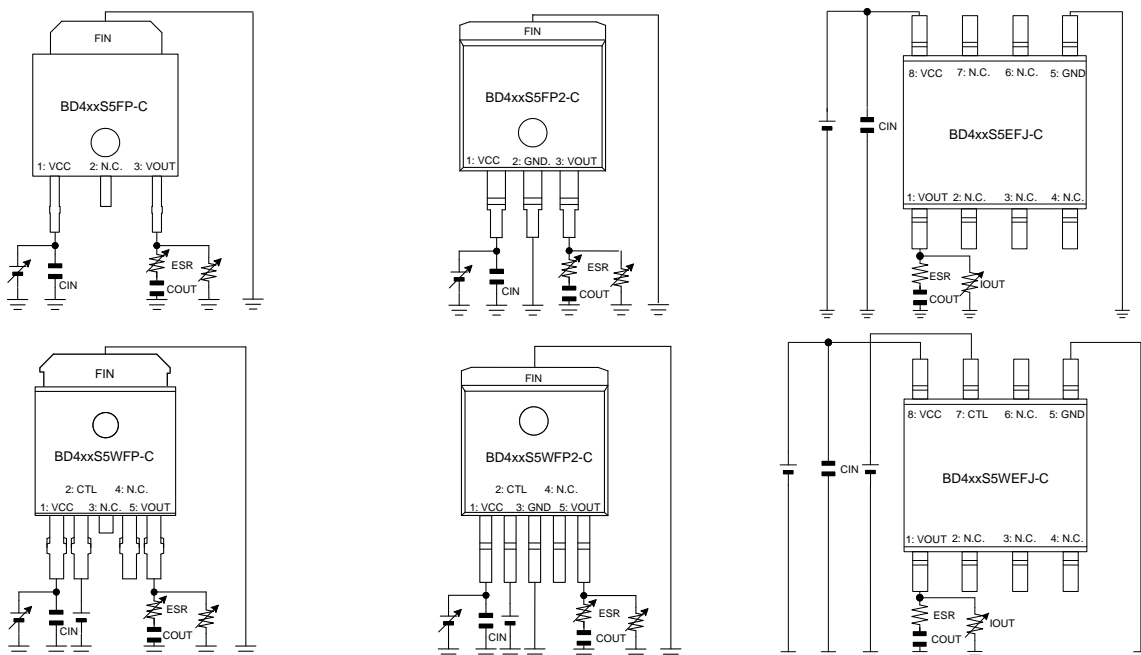 FIN
BD4xxS5FP-C
1: VCC 2: N.C. 3: VOUT
ESR
CIN
COUT
FIN
BD4xxS5FP2-C
1: VCC 2: GND. 3: VOUT
ESR
CIN
COUT
8: VCC 7: N.C. 6: N.C. 5: GND
CIN
BD4xxS5EFJ-C
1: VOUT 2: N.C. 3: N.C. 4: N.C.
ESR
IOUT
COUT
FIN
BD4xxS5WFP-C
2: CTL 4: N.C.
1: VCC 3: N.C. 5: VOUT
ESR
CIN
COUT
FIN
BD4xxS5WFP2-C
2: CTL 4: N.C.
1: VCC 3: GND 5: VOUT
ESR
CIN
COUT
8: VCC 7: CTL 6: N.C. 5: GND
CIN
BD4xxS5WEFJ-C
1: VOUT 2: N.C. 3: N.C. 4: N.C.
ESR
IOUT
COUT